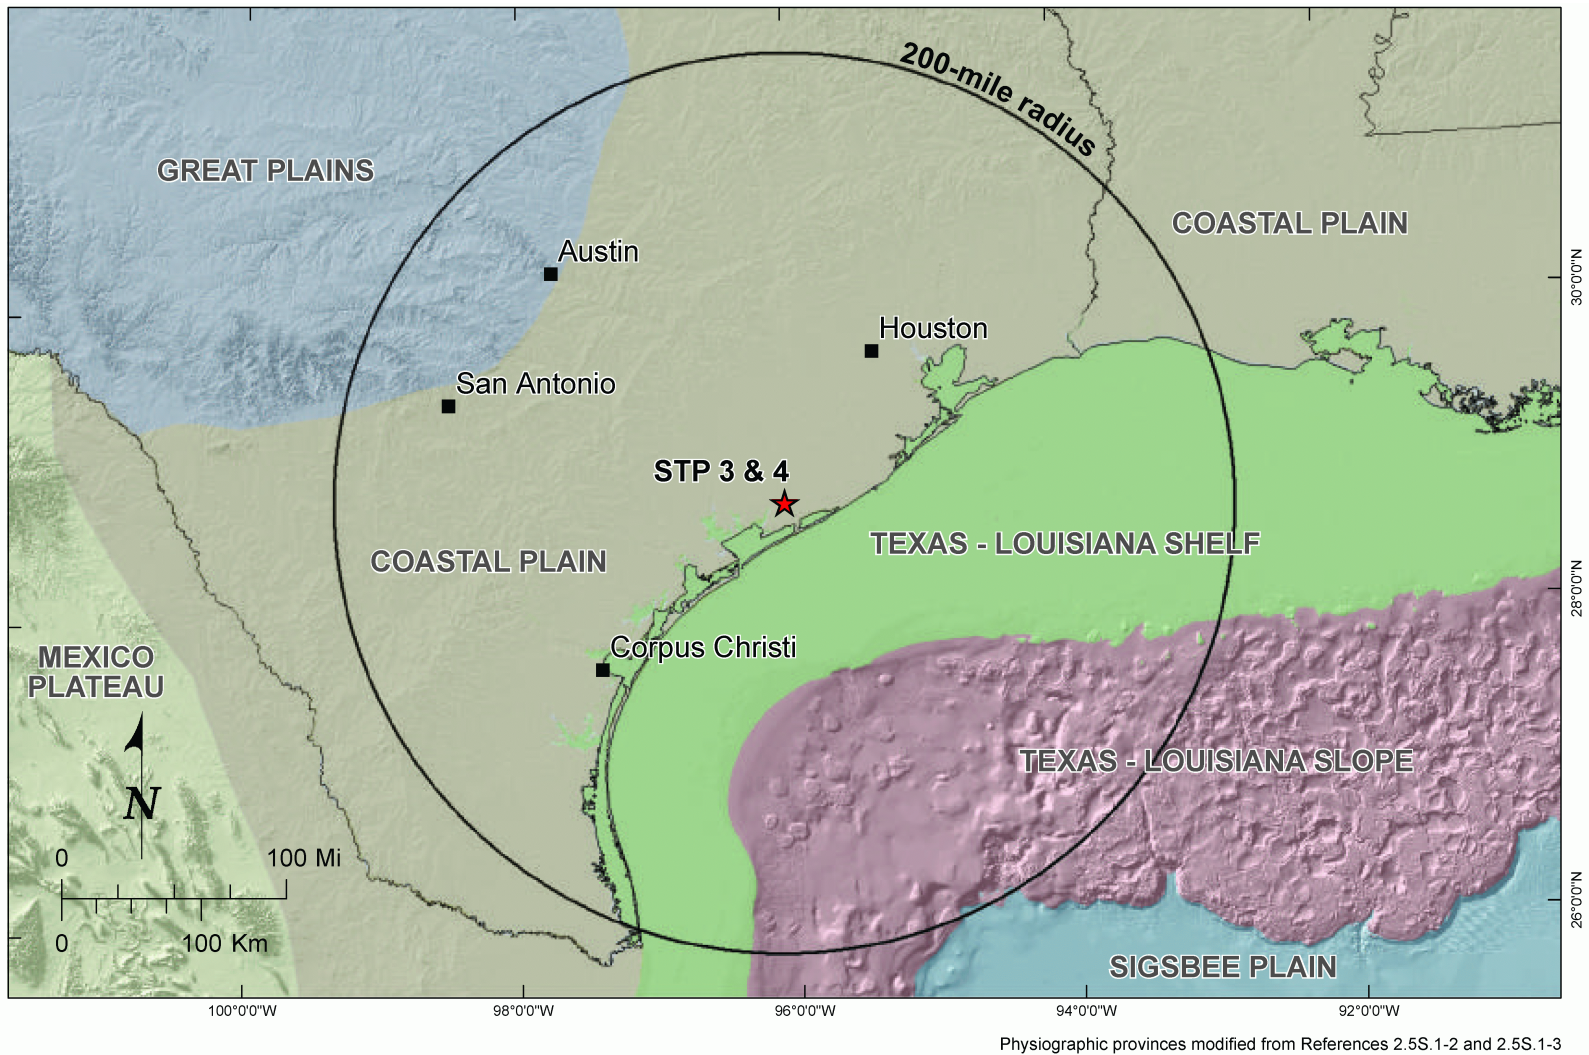 200-mile radius
GREAT PLAINS
COASTAL PLAIN
Austin
30°0'0"N
Houston
San Antonio
STP 3 & 4
TEXAS - LOUISIANA SHELF
COASTAL PLAIN
28°0'0"N
Corpus Christi
MEXICO
PLATEAU
TEXAS - LOUISIANA SLOPE
N
0 100 Mi
0 100 Km
26°0'0"N
SIGSBEE PLAIN
100°0'0"W 98°0'0"W 96°0'0"W 94°0'0"W 92°0'0"W
Physiographic provinces modified from References 2.5S.1-2 and 2.5S.1-3